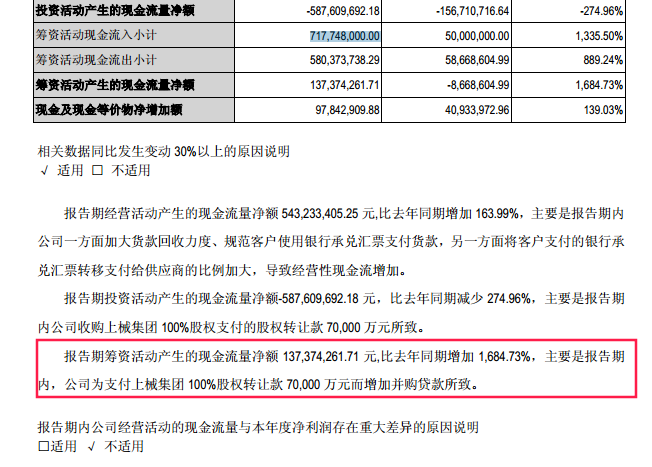 投资活动产生的现金流量净额 -587,609,692.18 -156,710,716.64 -274.96%
筹资活动现金流入小计 717,748,000.00 50,000,000.00 1,335.50%
筹资活动现金流出小计 580,373,738.29 58,668,604.99 889.24%
筹资活动产生的现金流量净额 137,374,261.71 -8,668,604.99 1,684.73%
现金及现金等价物净增加额 97,842,909.88 40,933,972.96 139.03%
相关数据同比发生变动 30%以上的原因说明
√ 适用 □ 不适用
报告期经营活动产生的现金流量净额 543,233,405.25 元,比去年同期增加 163.99%，主要是报告期内
公司一方面加大货款回收力度、规范客户使用银行承兑汇票支付货款，另一方面将客户支付的银行承
兑汇票转移支付给供应商的比例加大，导致经营性现金流增加。
报告期投资活动产生的现金流量净额-587,609,692.18 元，比去年同期减少 274.96%，主要是报告
期内公司收购上械集团 100%股权支付的股权转让款 70,000 万元所致。
报告期筹资活动产生的现金流量净额 137,374,261.71 元,比去年同期增加 1,684.73%，主要是报告期
内，公司为支付上械集团 100%股权转让款 70,000 万元而增加并购贷款所致。
报告期内公司经营活动的现金流量与本年度净利润存在重大差异的原因说明
□适用 √ 不适用